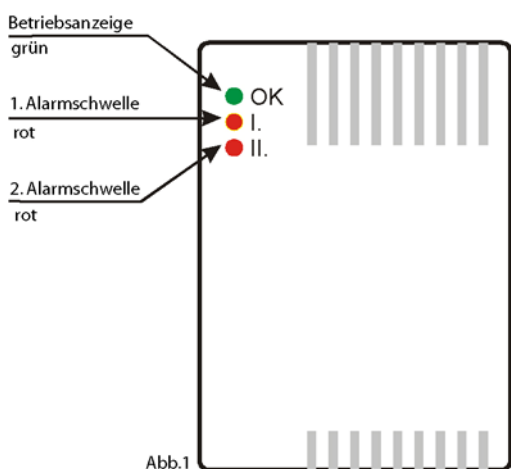 Betriebsanzeige
grün
OK
1. Alarmschwelle
rot
I.
II.
2. Alarmschwelle
rot
Abb.1